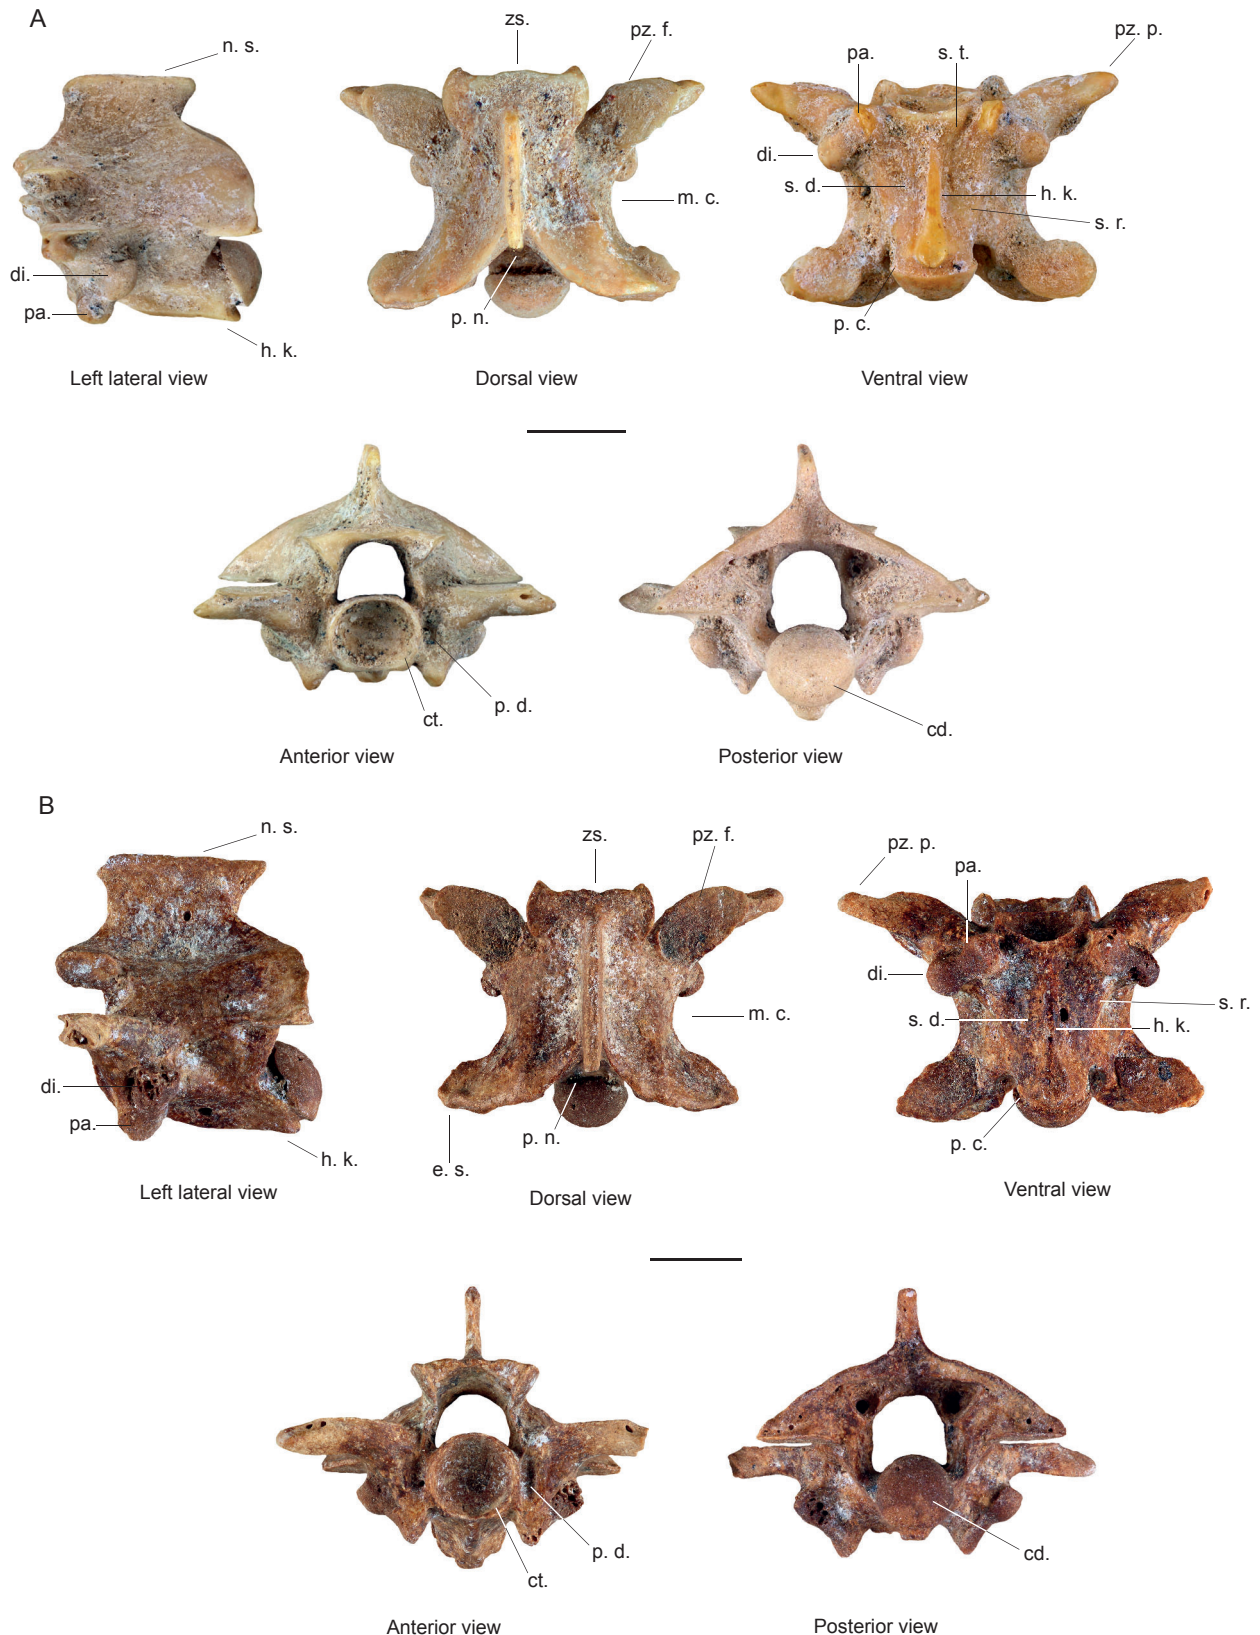 A
n. s.
di.
pa.
h. k.
Left lateral view
zs.
pz. f.
m. c.
p. n.
Dorsal view
pz. p.
pa.
s. t.
di.
s. d.
h. k.
s. r.
p. c.
Ventral view
ct.
p. d.
Anterior view
cd.
Posterior view
B
n. s.
di.
pa.
h. k.
Left lateral view
zs.
pz. f.
m. c.
p. n.
e. s.
Dorsal view
pz. p.
pa.
di.
s. d.
s. r.
h. k.
p. c.
Ventral view
p. d.
ct.
Anterior view
cd.
Posterior view